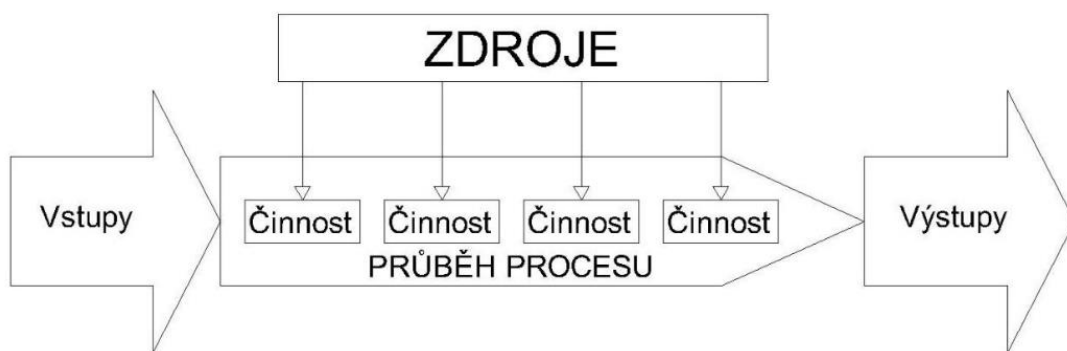 ZDROJE
Vstupy
Činnost
Činnost
Činnost
Činnost
PRŮBĚH PROCESU
Výstupy